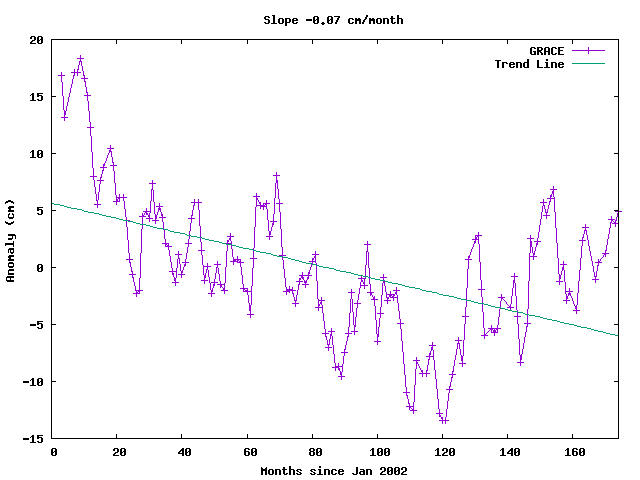 Slope -0.07 cm/month
GRACE
Trend Line
Anomaly (cm)
20
15
10
5
0
-5
-10
-15
0 20 40 60 80 100 120 140 160
Months since Jan 2002